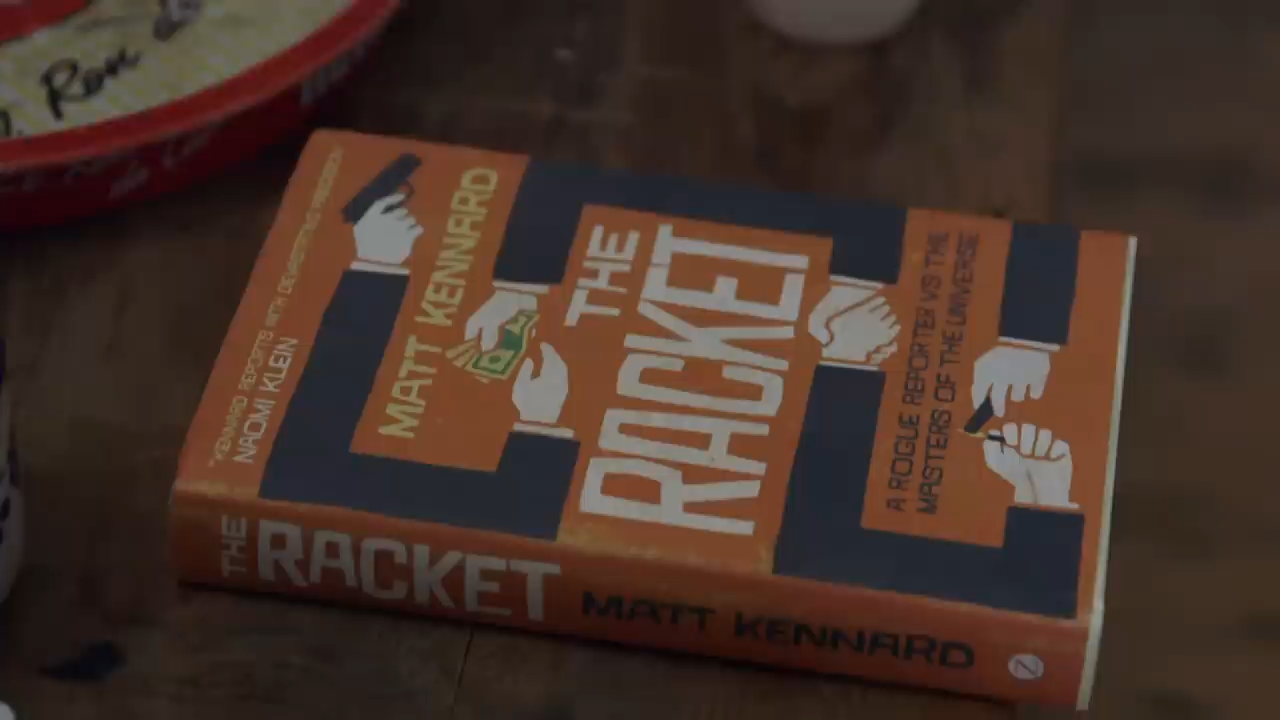 Ron
"KENNARD REPORTS WITH DEVASTATING PRECISION"
NAOMI KLEIN
MATT KENNARD
THE
RACKET
A ROGUE REPORTER VS THE
MASTERS OF THE UNIVERSE
THE RACKET MATT KENNARD Z